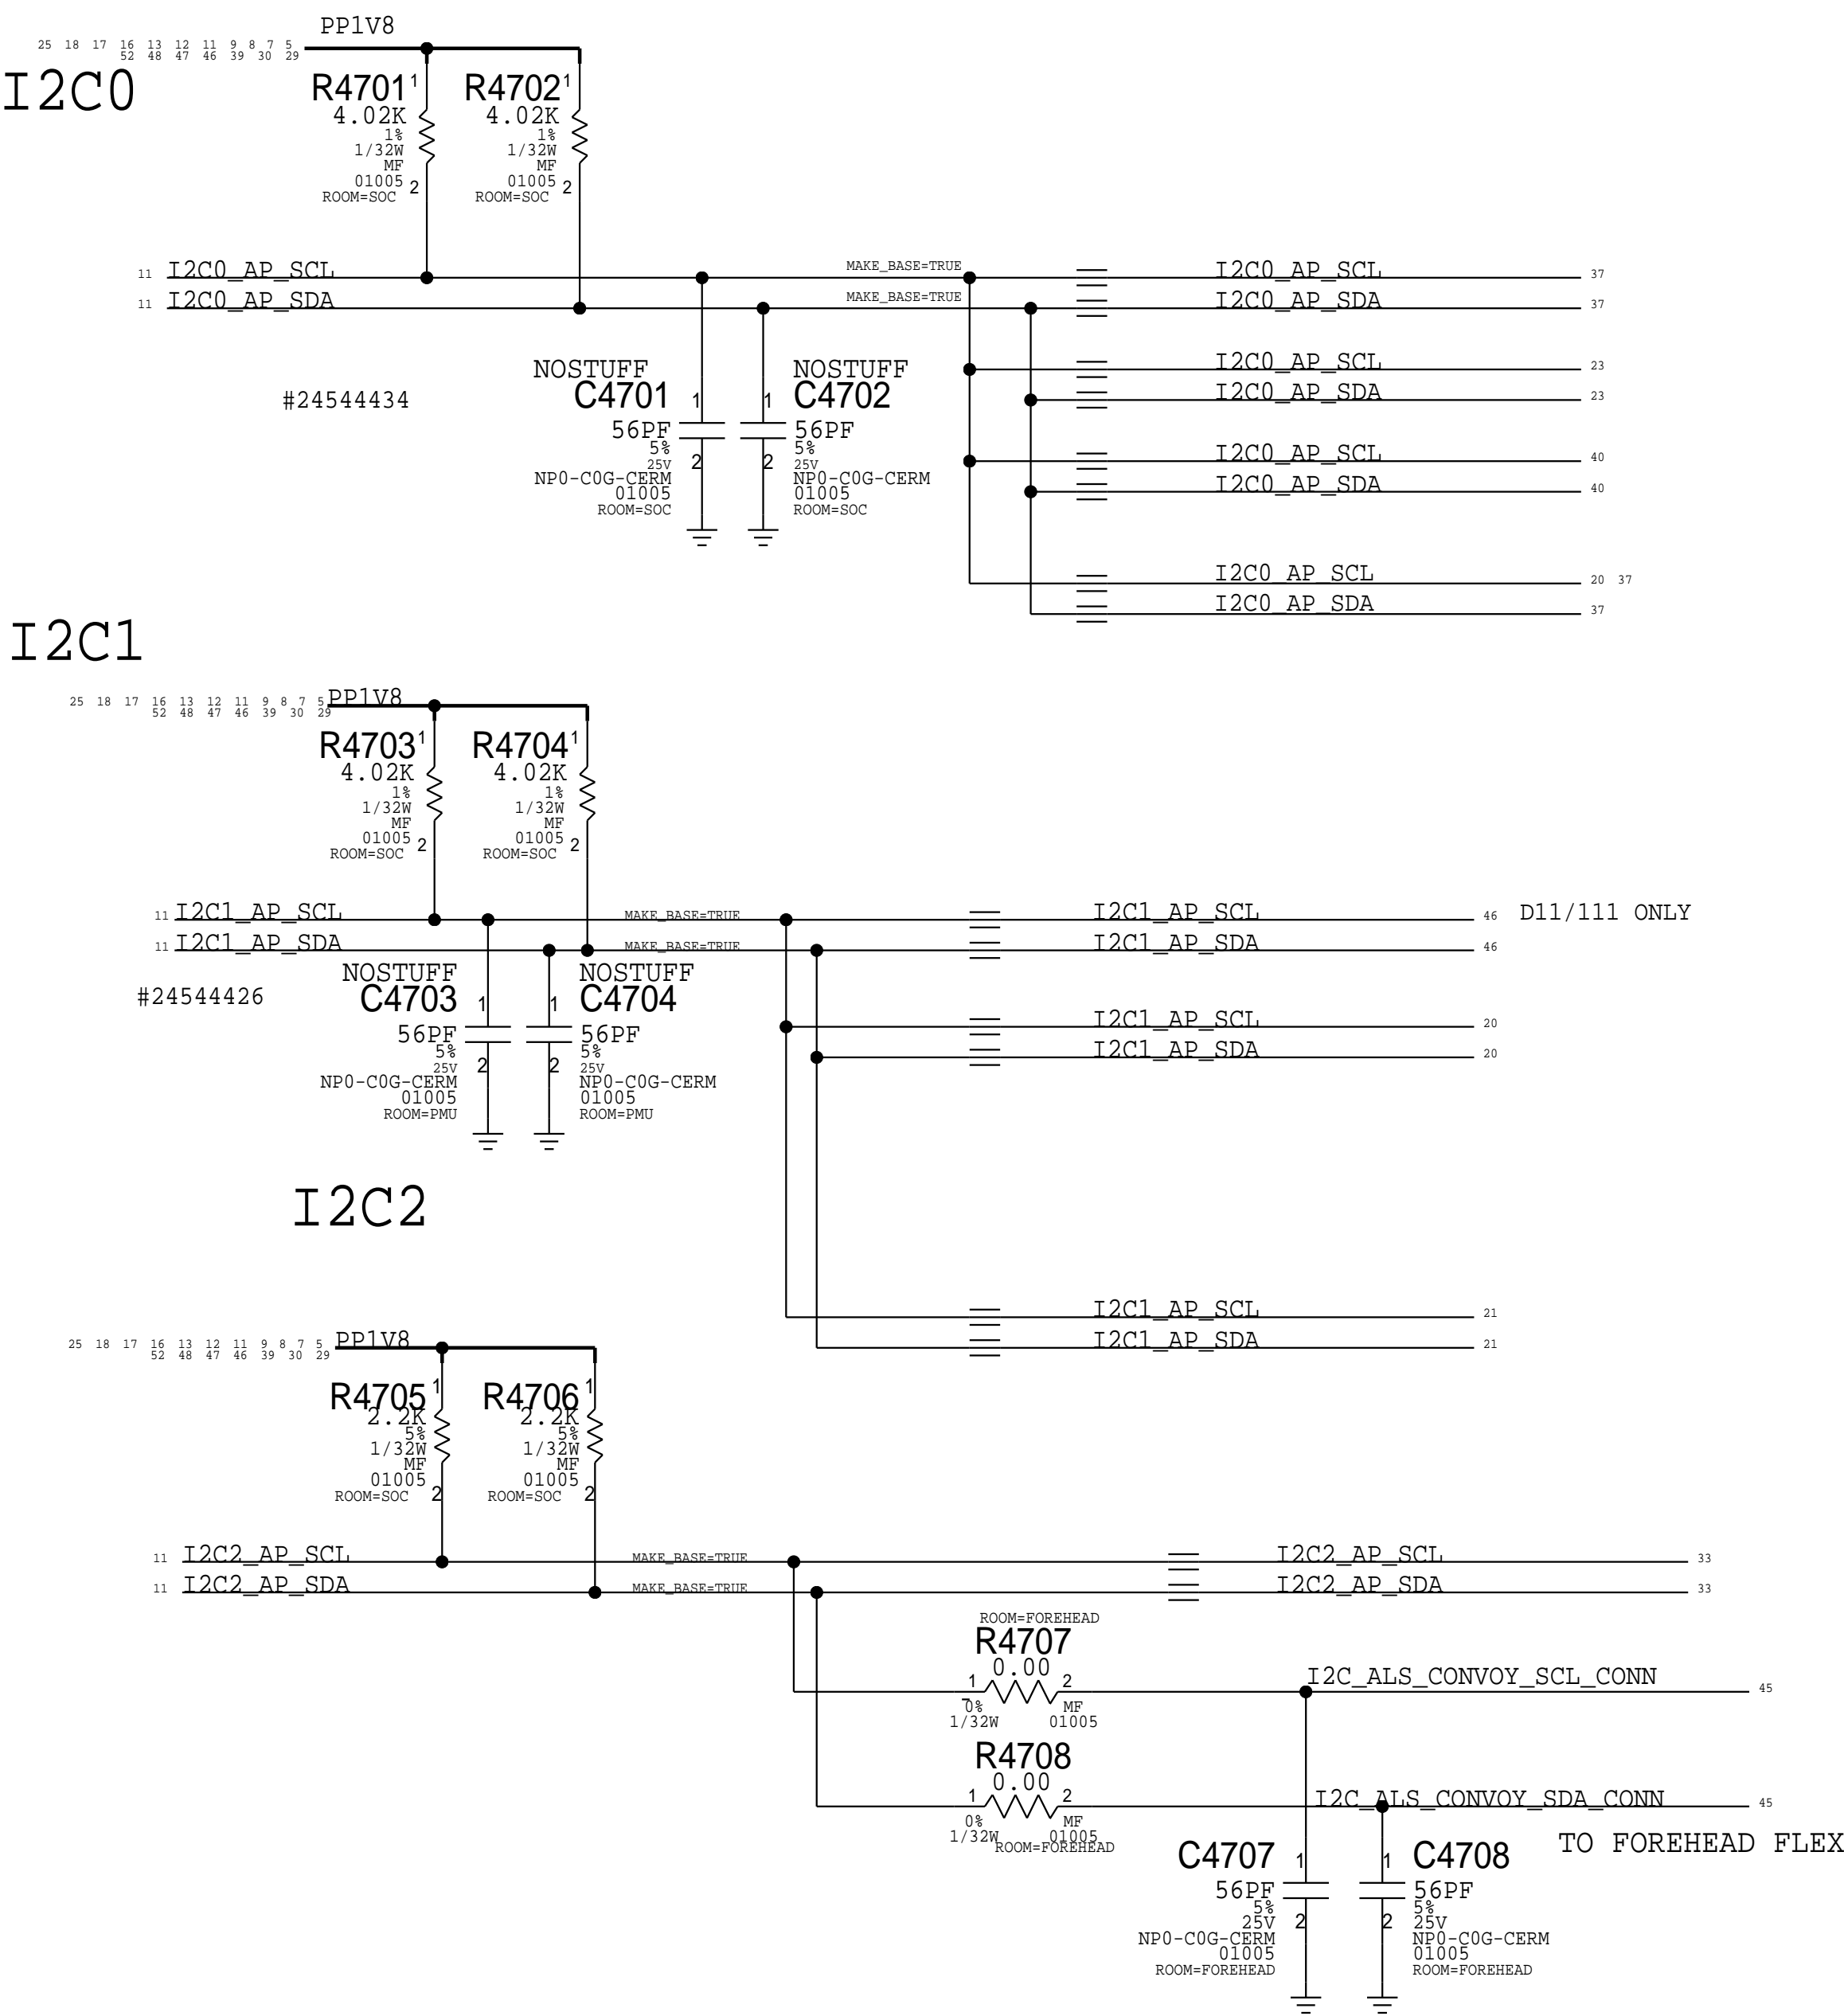 PP1V8
25 18 17 16 13 12 11 9 8 7 5
52 48 47 46 39 30 29
I2C0
R4701 1
4.02K
1%
1/32W
MF
01005 2
ROOM=SOC
R4702 1
4.02K
1%
1/32W
MF
01005 2
ROOM=SOC
11 I2C0_AP_SCL MAKE_BASE=TRUE I2C0_AP_SCL 37
11 I2C0_AP_SDA MAKE_BASE=TRUE I2C0_AP_SDA 37
I2C0_AP_SCL 23
I2C0_AP_SDA 23
#24544434
NOSTUFF
C4701 1
56PF
5%
25V 2
NP0-C0G-CERM
01005
ROOM=SOC
NOSTUFF
1 C4702
56PF
5%
2 25V
NP0-C0G-CERM
01005
ROOM=SOC
I2C0_AP_SCL 40
I2C0_AP_SDA 40
I2C0_AP_SCL 20 37
I2C0_AP_SDA 37
I2C1
25 18 17 16 13 12 11 9 8 7 5 PP1V8
52 48 47 46 39 30 29
R4703 1
4.02K
1%
1/32W
MF
01005 2
ROOM=SOC
R4704 1
4.02K
1%
1/32W
MF
01005 2
ROOM=SOC
11 I2C1_AP_SCL MAKE_BASE=TRUE I2C1_AP_SCL 46 D11/111 ONLY
11 I2C1_AP_SDA MAKE_BASE=TRUE I2C1_AP_SDA 46
#24544426
NOSTUFF
C4703 1
56PF
5%
25V 2
NP0-C0G-CERM
01005
ROOM=PMU
NOSTUFF
1 C4704
56PF
5%
2 25V
NP0-C0G-CERM
01005
ROOM=PMU
I2C1_AP_SCL 20
I2C1_AP_SDA 20
I2C2
I2C1_AP_SCL 21
I2C1_AP_SDA 21
25 18 17 16 13 12 11 9 8 7 5 PP1V8
52 48 47 46 39 30 29
R4705 1
2.2K
5%
1/32W
MF
01005
ROOM=SOC 2
R4706 1
2.2K
5%
1/32W
MF
01005
ROOM=SOC 2
11 I2C2_AP_SCL MAKE_BASE=TRUE I2C2_AP_SCL 33
11 I2C2_AP_SDA MAKE_BASE=TRUE I2C2_AP_SDA 33
ROOM=FOREHEAD
R4707
1 0.00 2
0% MF
1/32W 01005
I2C_ALS_CONVOY_SCL_CONN 45
R4708
1 0.00 2
0% MF
1/32W 01005
ROOM=FOREHEAD
I2C_ALS_CONVOY_SDA_CONN 45
TO FOREHEAD FLEX
C4707 1
56PF
5%
25V 2
NP0-C0G-CERM
01005
ROOM=FOREHEAD
1 C4708
56PF
5%
2 25V
NP0-C0G-CERM
01005
ROOM=FOREHEAD